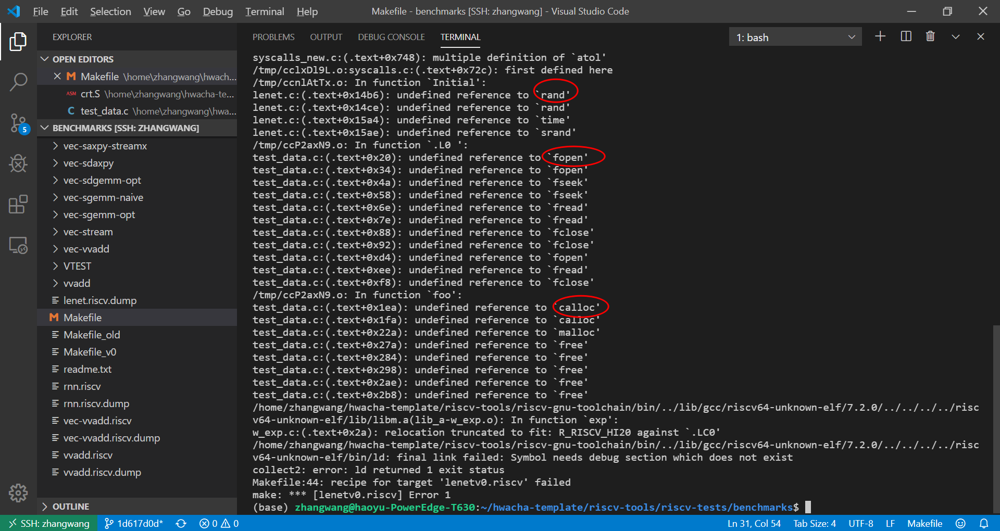 File Edit Selection View Go Debug Terminal Help
Makefile - benchmarks [SSH: zhangwang] - Visual Studio Code
EXPLORER
OPEN EDITORS
Makefile \home\zhangwang\hwach...
ASM crt.S \home\zhangwang\hwacha-te...
C test_data.c \home\zhangwang\hwa...
BENCHMARKS [SSH: ZHANGWANG]
5
vec-saxpy-streamx
vec-sdaxpy
vec-sdgemm-opt
vec-sgemm-naive
vec-sgemm-opt
vec-stream
vec-vvadd
VTEST
vvadd
lenet.riscv.dump
Makefile
Makefile_old
Makefile_v0
readme.txt
rnn.riscv
rnn.riscv.dump
vec-vvadd.riscv
vec-vvadd.riscv.dump
vvadd.riscv
vvadd.riscv.dump
OUTLINE
PROBLEMS OUTPUT DEBUG CONSOLE TERMINAL
1: bash
syscalls_new.c:(.text+0x748): multiple definition of `atol'
/tmp/cclxDl9L.o:syscalls.c:(.text+0x72c): first defined here
/tmp/ccnlAtTx.o: In function `Initial':
lenet.c:(.text+0x14b6): undefined reference to `rand'
lenet.c:(.text+0x14ce): undefined reference to `rand'
lenet.c:(.text+0x15a4): undefined reference to `time'
lenet.c:(.text+0x15ae): undefined reference to `srand'
/tmp/ccP2axN9.o: In function `.L0 ':
test_data.c:(.text+0x20): undefined reference to `fopen'
test_data.c:(.text+0x34): undefined reference to `fopen'
test_data.c:(.text+0x4a): undefined reference to `fseek'
test_data.c:(.text+0x58): undefined reference to `fseek'
test_data.c:(.text+0x6e): undefined reference to `fread'
test_data.c:(.text+0x7e): undefined reference to `fread'
test_data.c:(.text+0x88): undefined reference to `fclose'
test_data.c:(.text+0x92): undefined reference to `fclose'
test_data.c:(.text+0xd4): undefined reference to `fopen'
test_data.c:(.text+0xee): undefined reference to `fread'
test_data.c:(.text+0xf8): undefined reference to `fclose'
/tmp/ccP2axN9.o: In function `foo':
test_data.c:(.text+0x1ea): undefined reference to `calloc'
test_data.c:(.text+0x1fa): undefined reference to `calloc'
test_data.c:(.text+0x22a): undefined reference to `malloc'
test_data.c:(.text+0x27a): undefined reference to `free'
test_data.c:(.text+0x284): undefined reference to `free'
test_data.c:(.text+0x298): undefined reference to `free'
test_data.c:(.text+0x2ae): undefined reference to `free'
test_data.c:(.text+0x2b8): undefined reference to `free'
/home/zhangwang/hwacha-template/riscv-tools/riscv-gnu-toolchain/bin/../lib/gcc/riscv64-unknown-elf/7.2.0/../../../../risc
v64-unknown-elf/lib/libm.a(lib_a-w_exp.o): In function `exp':
w_exp.c:(.text+0x2a): relocation truncated to fit: R_RISCV_HI20 against `.LC0'
/home/zhangwang/hwacha-template/riscv-tools/riscv-gnu-toolchain/bin/../lib/gcc/riscv64-unknown-elf/7.2.0/../../../../risc
v64-unknown-elf/bin/ld: final link failed: Symbol needs debug section which does not exist
collect2: error: ld returned 1 exit status
Makefile:44: recipe for target 'lenetv0.riscv' failed
make: *** [lenetv0.riscv] Error 1
(base) zhangwang@haoyu-PowerEdge-T630:~/hwacha-template/riscv-tools/riscv-tests/benchmarks$
SSH: zhangwang 1d617d0d* 0 0
Ln 31, Col 54 Tab Size: 4 UTF-8 LF Makefile